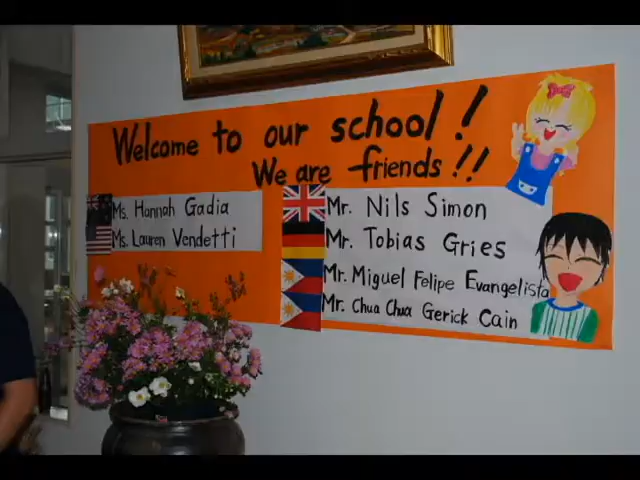 Welcome to our school!
We are friends!!
Ms. Hannah Gadia
Ms. Lauren Vendetti
Mr. Nils Simon
Mr. Tobias Gries
Mr. Miguel Felipe Evangelista
Mr. Chua Chua Gerick Cain